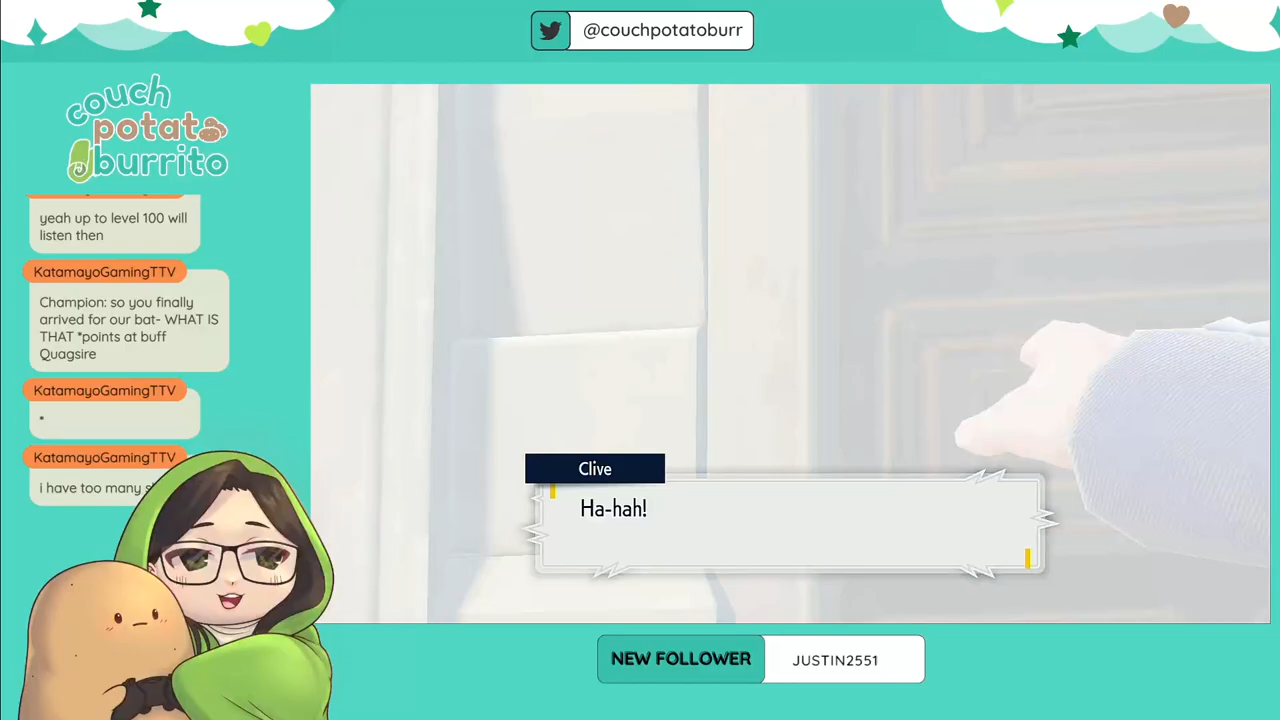 @couchpotatoburr
couch
potato
burrito
yeah up to level 100 will
listen then
KatamayoGamingTTV
Champion: so you finally
arrived for our bat- WHAT IS
THAT *points at buff
Quagsire
KatamayoGamingTTV
*
KatamayoGamingTTV
i have too many
Clive
Ha-hah!
NEW FOLLOWER
JUSTIN2551